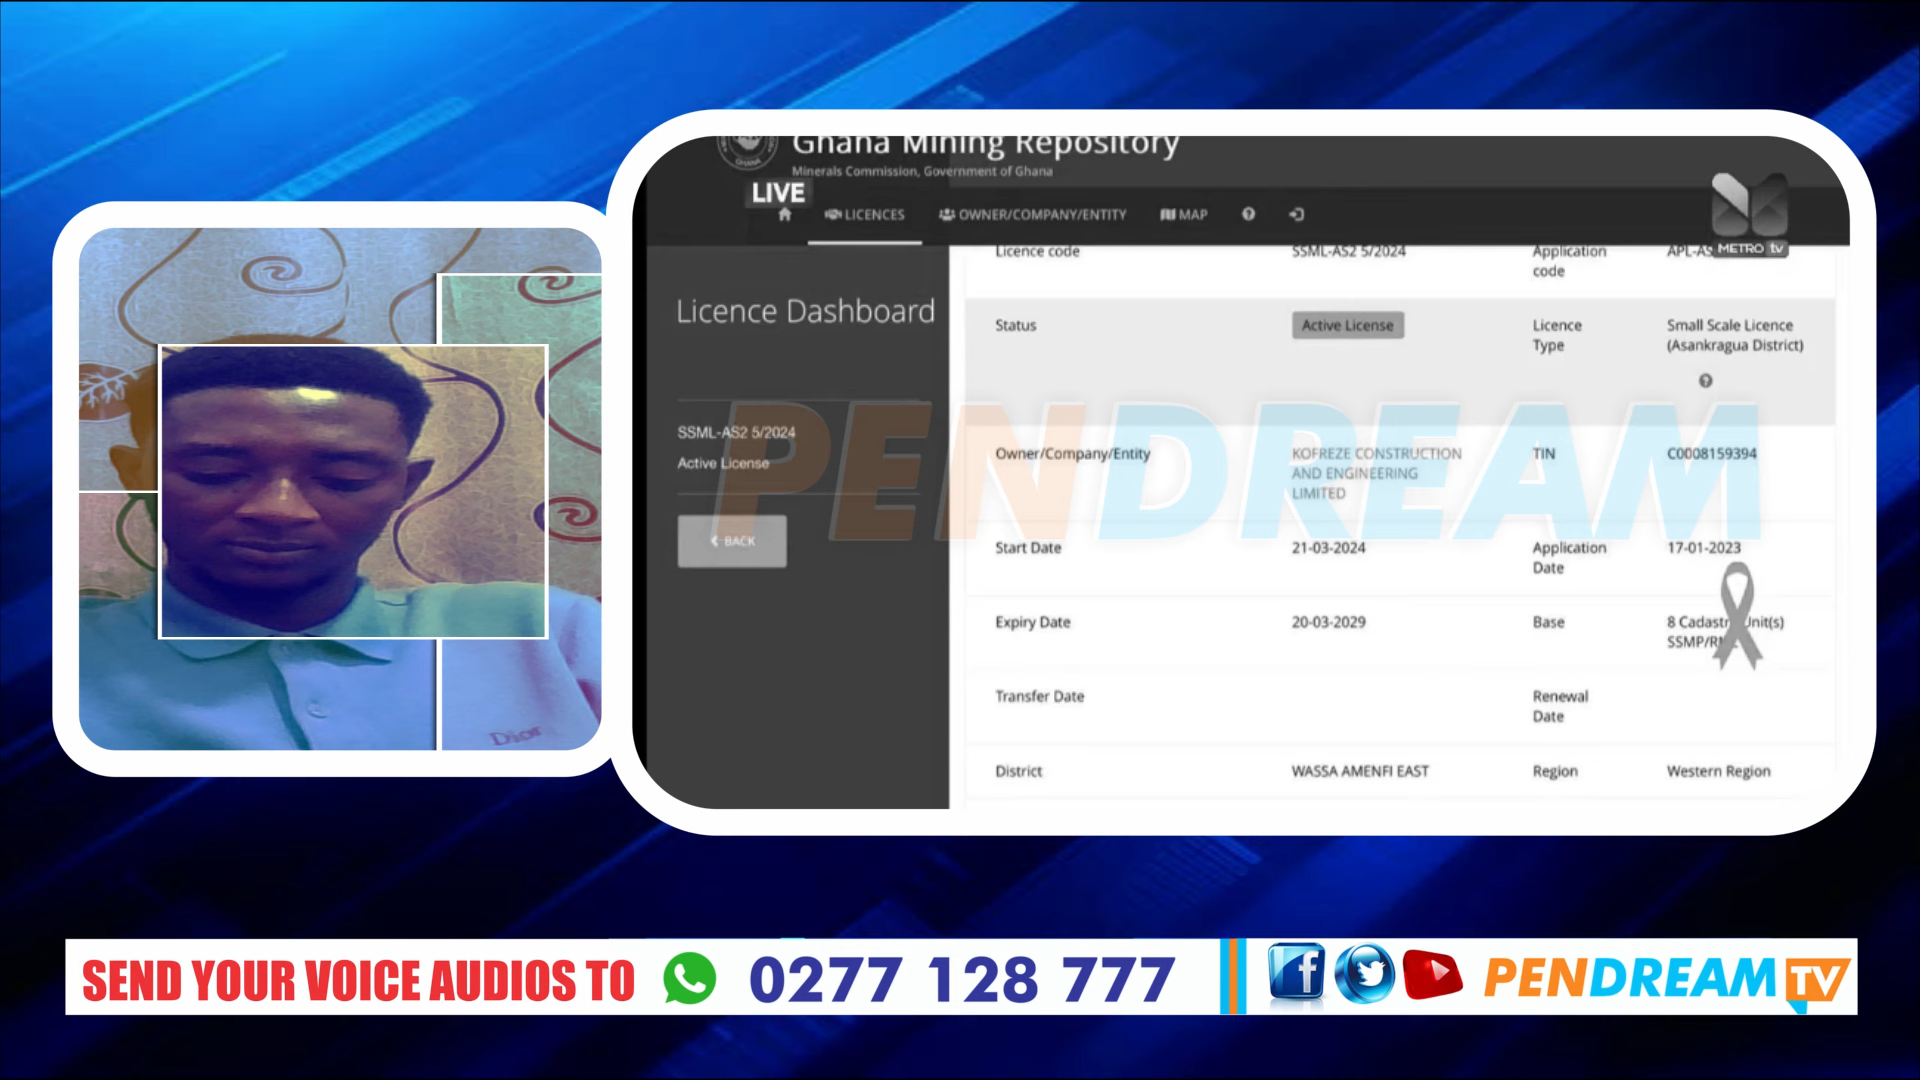 Ghana Mining Repository
Minerals Commission, Government of Ghana
LIVE
LICENCES
OWNER/COMPANY/ENTITY
MAP
METRO tv
Licence Dashboard
SSML-AS2 5/2024
Active License
BACK
Licence code
SSML-AS2 5/2024
Application code
Status
Active License
Licence Type
Small Scale Licence
(Asankragua District)
Owner/Company/Entity
KOFREZE CONSTRUCTION
AND ENGINEERING
LIMITED
TIN
C0008159394
Start Date
21-03-2024
Application Date
17-01-2023
Expiry Date
20-03-2029
Base
8
Transfer Date
Renewal Date
District
WASSA AMENFI EAST
Region
Western Region
PENDREAM
Dior
SEND YOUR VOICE AUDIOS TO 0277 128 777
PENDREAM TV